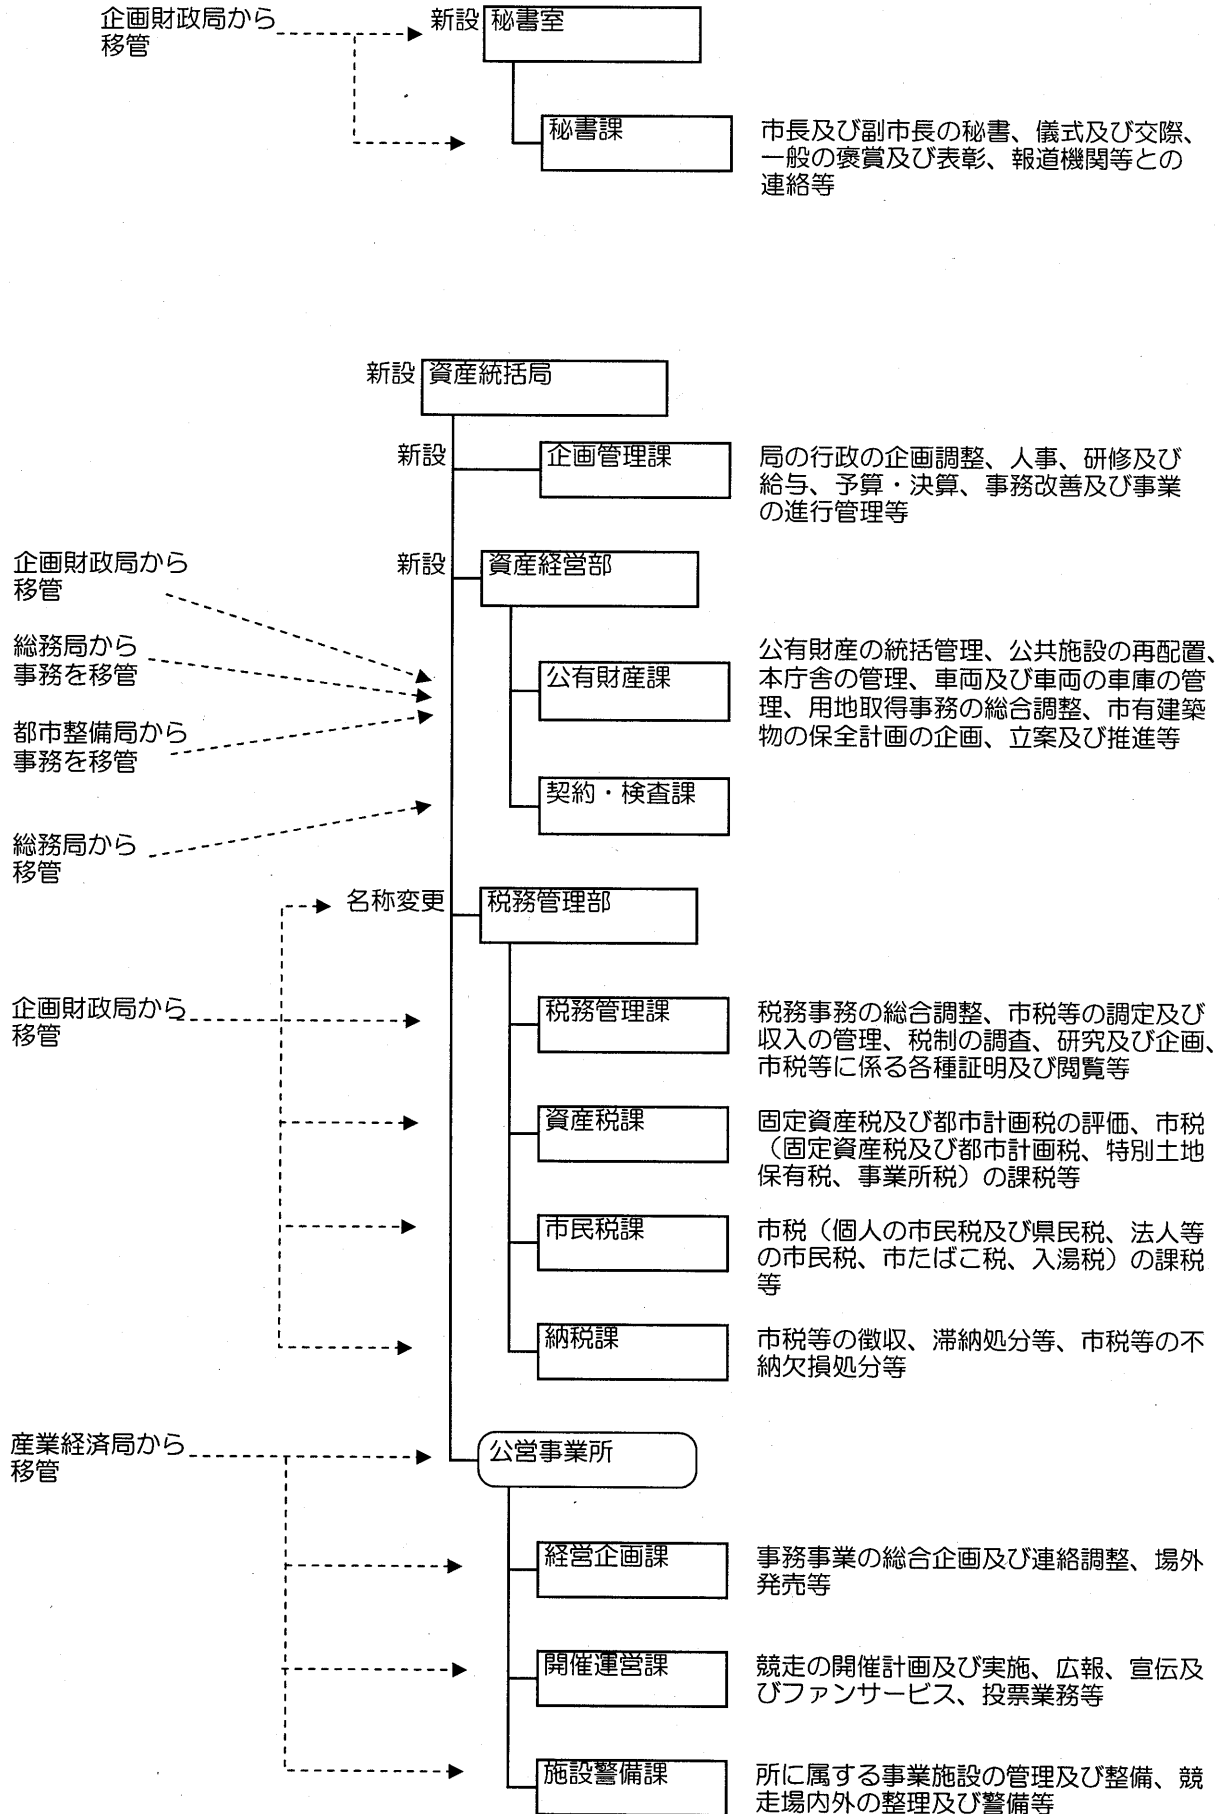 企画財政局から
移管
新設
秘書室
秘書課
市長及び副市長の秘書、儀式及び交際、
一般の褒賞及び表彰、報道機関等との
連絡等
新設
資産統括局
新設
企画管理課
局の行政の企画調整、人事、研修及び
給与、予算・決算、事務改善及び事業
の進行管理等
企画財政局から
移管
新設
資産経営部
総務局から
事務を移管
都市整備局から
事務を移管
公有財産課
公有財産の統括管理、公共施設の再配置、
本庁舎の管理、車両及び車両の車庫の管
理、用地取得事務の総合調整、市有建築
物の保全計画の企画、立案及び推進等
契約・検査課
総務局から
移管
名称変更
税務管理部
企画財政局から
移管
税務管理課
税務事務の総合調整、市税等の調定及び
収入の管理、税制の調査、研究及び企画、
市税等に係る各種証明及び閲覧等
資産税課
固定資産税及び都市計画税の評価、市税
（固定資産税及び都市計画税、特別土地
保有税、事業所税）の課税等
市民税課
市税（個人の市民税及び県民税、法人等
の市民税、市たばこ税、入湯税）の課税
等
納税課
市税等の徴収、滞納処分等、市税等の不
納欠損処分等
産業経済局から
移管
公営事業所
経営企画課
事務事業の総合企画及び連絡調整、場外
発売等
開催運営課
競走の開催計画及び実施、広報、宣伝及
びファンサービス、投票業務等
施設警備課
所に属する事業施設の管理及び整備、競
走場内外の整理及び警備等